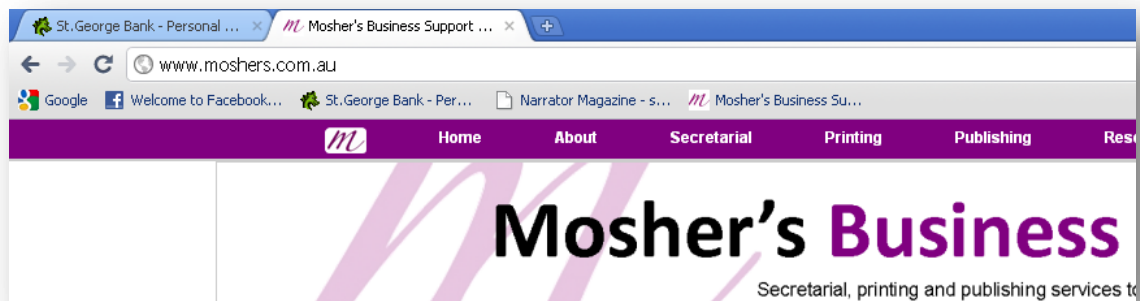 St.George Bank - Personal ... Mosher's Business Support ...
www.moshers.com.au
Google Welcome to Facebook... St.George Bank - Per... Narrator Magazine - s... Mosher's Business Su...
m Home About Secretarial Printing Publishing Res
Mosher's Business
Secretarial, printing and publishing services to